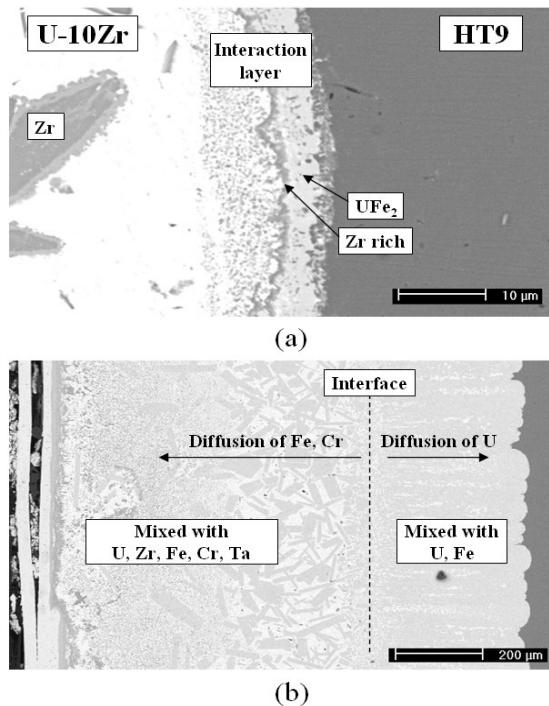 U-10Zr
HT9
Interaction
layer
Zr
UFe₂
Zr rich
10 μm
(a)
Interface
Diffusion of Fe, Cr
Diffusion of U
Mixed with
U, Zr, Fe, Cr, Ta
Mixed with
U, Fe
200 μm
(b)